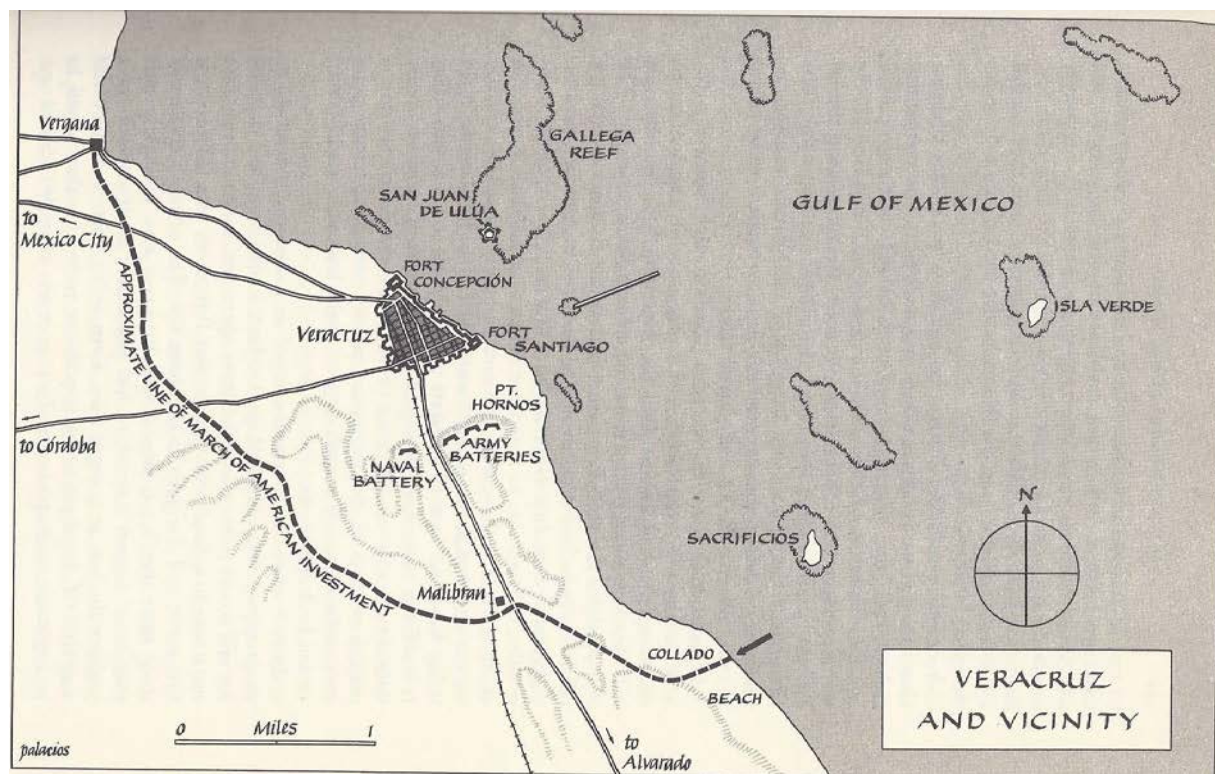 Vergana
GALLEGA
REEF
SAN JUAN
DE ULÚA
GULF OF MEXICO
to
Mexico City
FORT
CONCEPCIÓN
ISLA VERDE
Veracruz
FORT
SANTIAGO
APPROXIMATE LINE OF MARCH OF AMERICAN INVESTMENT
PT.
HORNOS
to Córdoba
ARMY
BATTERIES
NAVAL
BATTERY
N
SACRIFICIOS
Malibran
COLLADO
BEACH
VERACRUZ
AND VICINITY
0 Miles 1
to
Alvarado
palacios